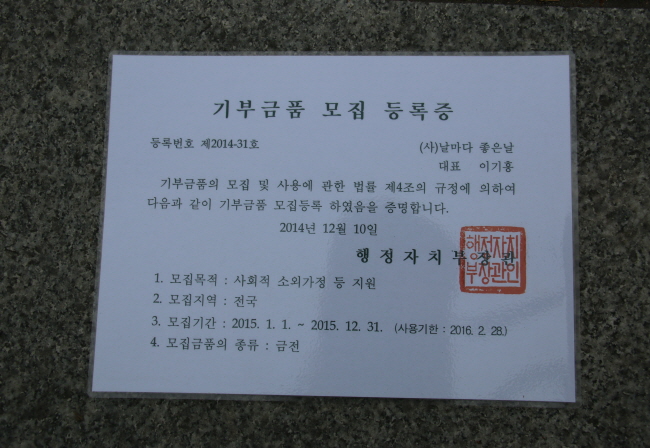 기부금품 모집 등록증
등록번호 제2014-31호
(사)날마다 좋은날
대표 이기흥
기부금품의 모집 및 사용에 관한 법률 제4조의 규정에 의하여
다음과 같이 기부금품 모집등록 하였음을 증명합니다.
2014년 12월 10일
행정자치부장관
행정자치
부장관인
1. 모집목적 : 사회적 소외가정 등 지원
2. 모집지역 : 전국
3. 모집기간 : 2015. 1. 1. ~ 2015. 12. 31. (사용기한 : 2016. 2. 28.)
4. 모집금품의 종류 : 금전